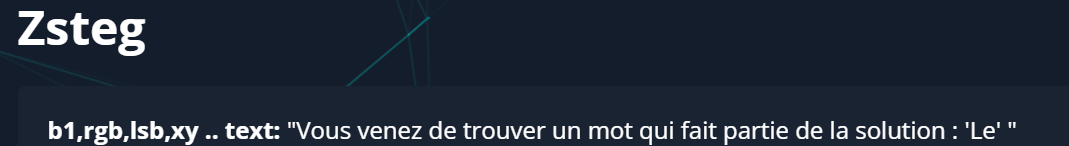 Zsteg
b1,rgb,lsb,xy .. text: "Vous venez de trouver un mot qui fait partie de la solution : 'Le' "